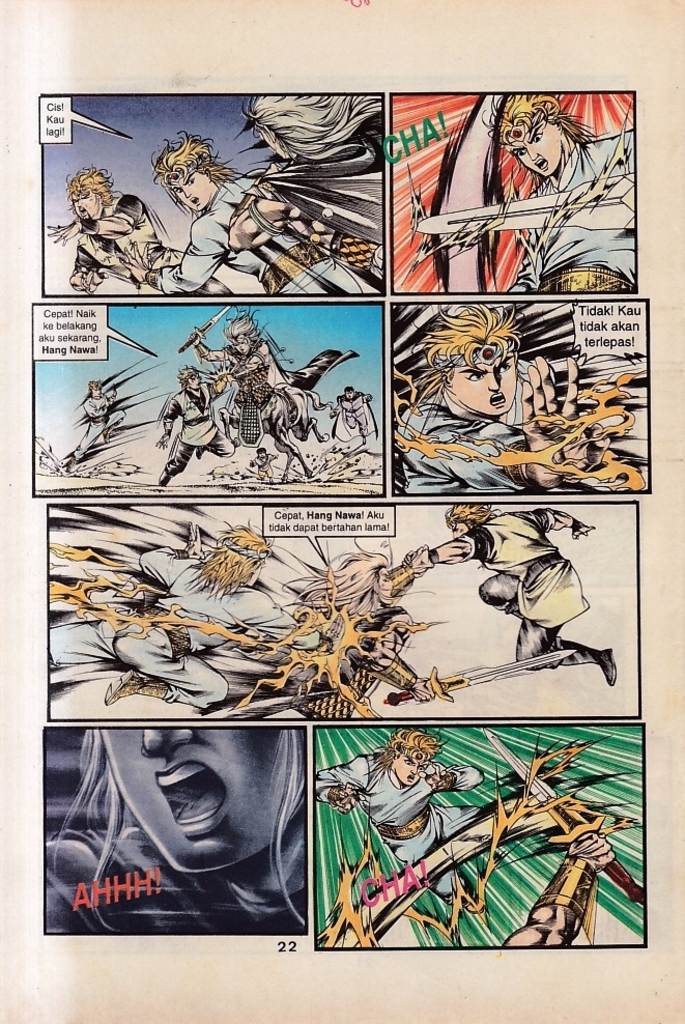 Cis!
Kau
lagi!
CHA!
Cepat! Naik
ke belakang
aku sekarang,
Hang Nawa!
Tidak! Kau
tidak akan
terlepas!
Cepat, Hang Nawa! Aku
tidak dapat bertahan lama!
AHHH!
CHA!
22